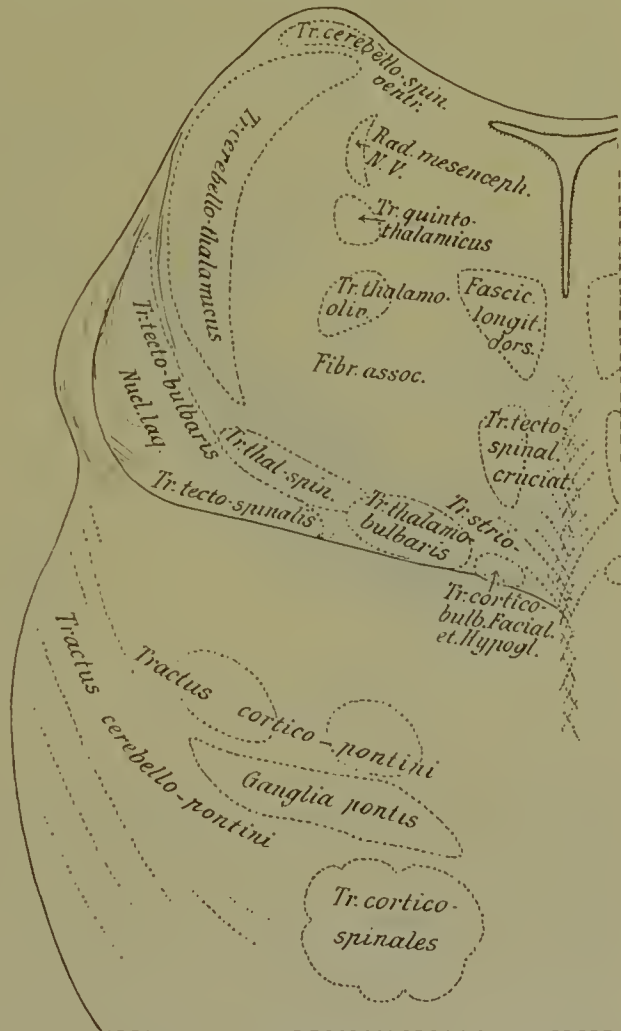 Tr. cerebello-spin.
ventr.
Tr. cerebello-thalamicus
Rad. mesenceph.
N.V.
Tr. quinto-
thalamicus
Tr. thalamo-
oliv.
Fascic.
longit.
dors.
Fibr. assoc.
Tr. tecto-bulbaris
Nucl. laq.
Tr. tecto-
spinal.
cruciat.
Tr. thal.-spin.
Tr. tecto-spinalis
Tr. thalamo-
bulbaris
Tr. strio-
Tr. cortico-
bulb. Facial.
et. Hypogl.
Tractus cortico-pontini
Tractus cerebello-pontini
Ganglia pontis
Tr. cortico-
spinales